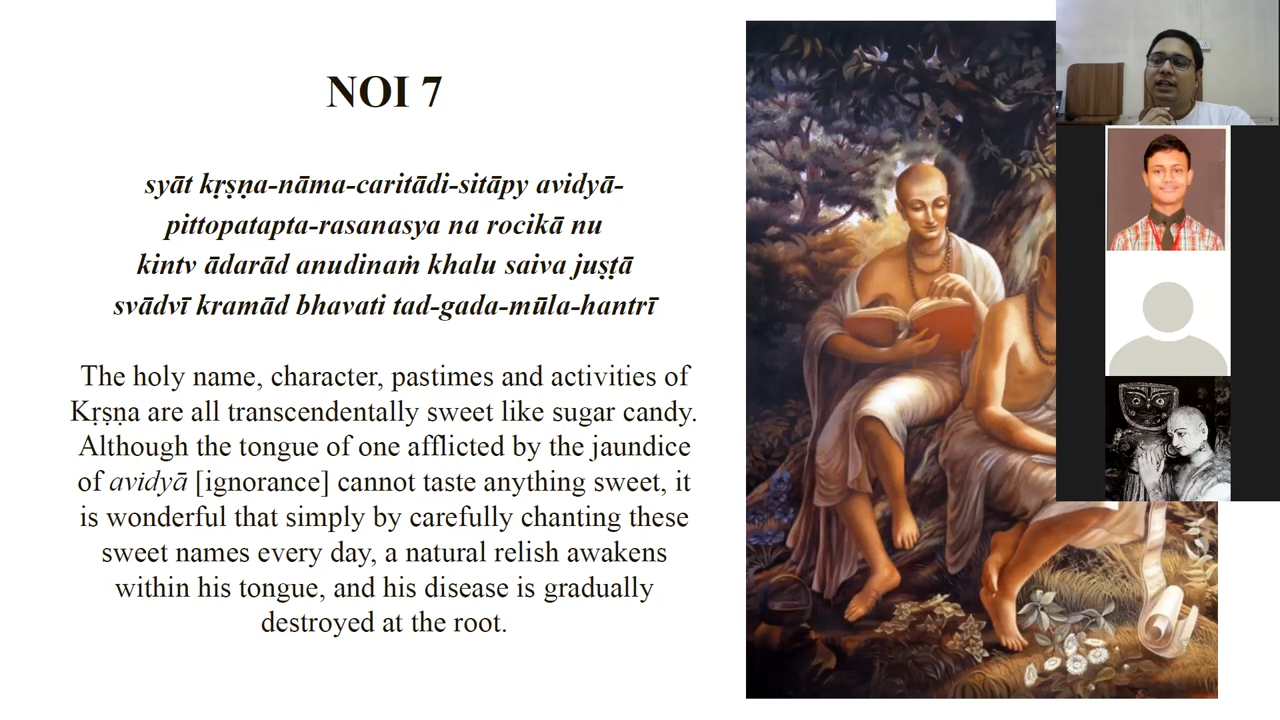 NOI 7
syāt kṛṣṇa-nāma-caritādi-sitāpy avidyā-
pittopatapta-rasanasya na rocikā nu
kintv ādarād anudinaṁ khalu saiva juṣṭā
svādvī kramād bhavati tad-gada-mūla-hantrī
The holy name, character, pastimes and activities of
Kṛṣṇa are all transcendentally sweet like sugar candy.
Although the tongue of one afflicted by the jaundice
of avidyā [ignorance] cannot taste anything sweet, it
is wonderful that simply by carefully chanting these
sweet names every day, a natural relish awakens
within his tongue, and his disease is gradually
destroyed at the root.